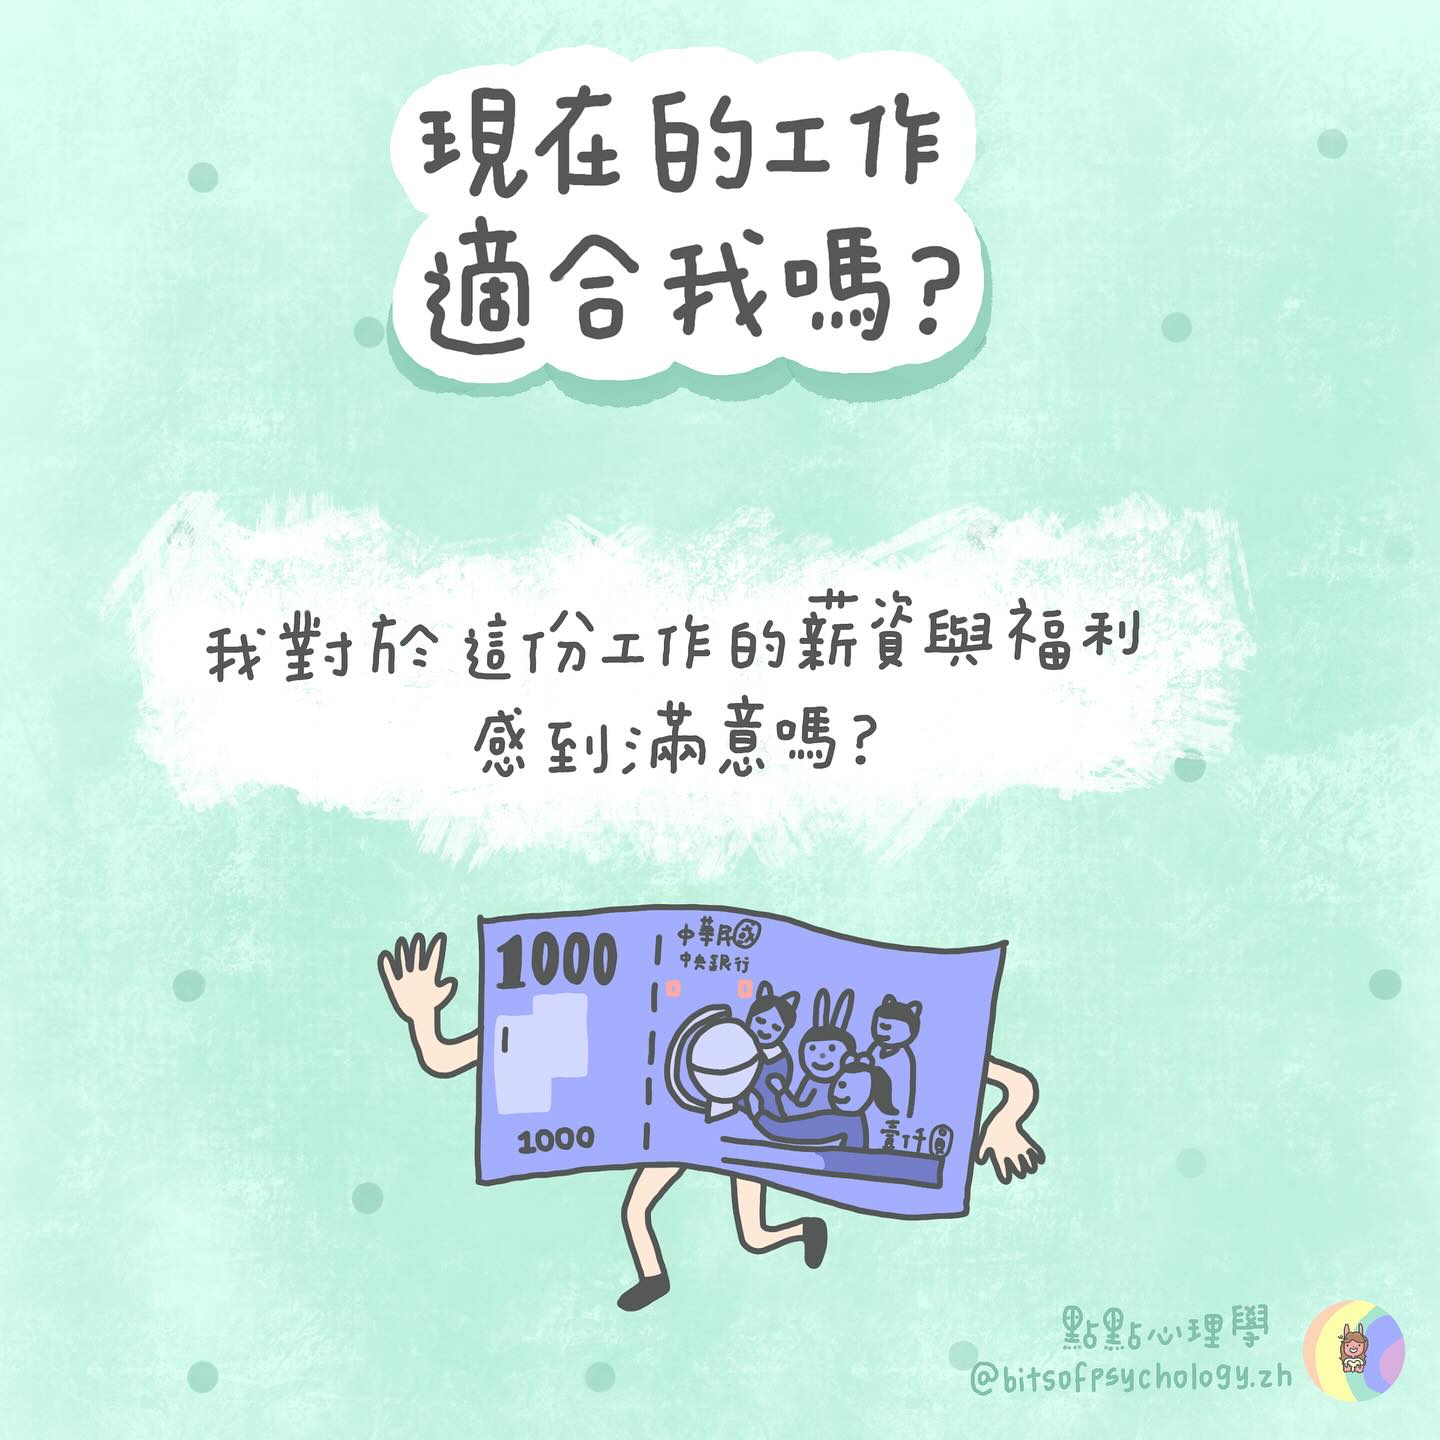 現在的工作
適合我嗎?
我對於這份工作的薪資與福利
感到滿意嗎?
1000
中華民國
中央銀行
1000
壹仟圓
點點心理學
@bitsofpsychology.zh